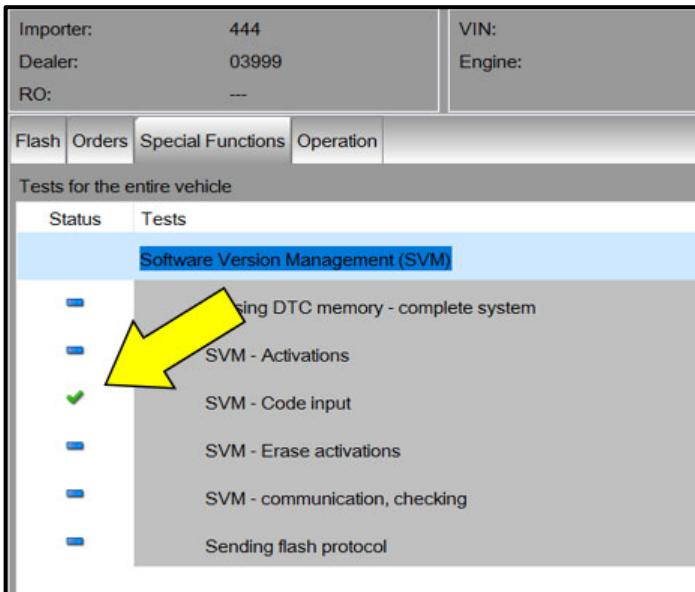 Importer: 444 VIN:
Dealer: 03999 Engine:
RO: ---
Flash Orders Special Functions Operation
Tests for the entire vehicle
Status Tests
Software Version Management (SVM)
DTC memory - complete system
SVM - Activations
SVM - Code input
SVM - Erase activations
SVM - communication, checking
Sending flash protocol